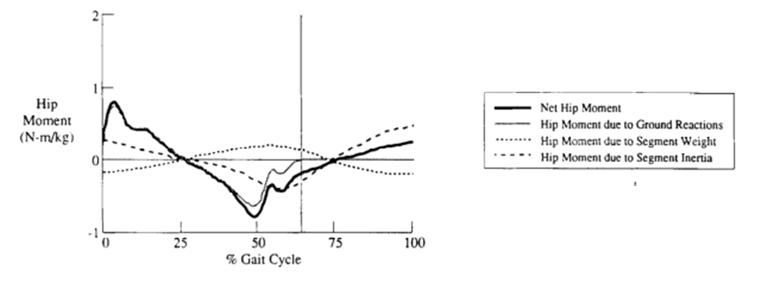 2
1
0
-1
Hip
Moment
(N-m/kg)
0
25
50
75
100
% Gait Cycle
Net Hip Moment
Hip Moment due to Ground Reactions
Hip Moment due to Segment Weight
Hip Moment due to Segment Inertia